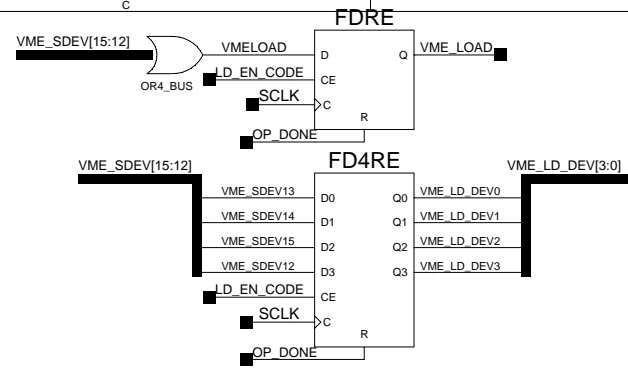 C
FDRE
VME_SDEV[15:12]
VMELOAD
D
Q
VME_LOAD
LD_EN_CODE
CE
OR4_BUS
SCLK
C
R
OP_DONE
FD4RE
VME_SDEV[15:12]
VME_LD_DEV[3:0]
VME_SDEV13
D0
Q0
VME_LD_DEV0
VME_SDEV14
D1
Q1
VME_LD_DEV1
VME_SDEV15
D2
Q2
VME_LD_DEV2
VME_SDEV12
D3
Q3
VME_LD_DEV3
LD_EN_CODE
CE
SCLK
C
R
OP_DONE